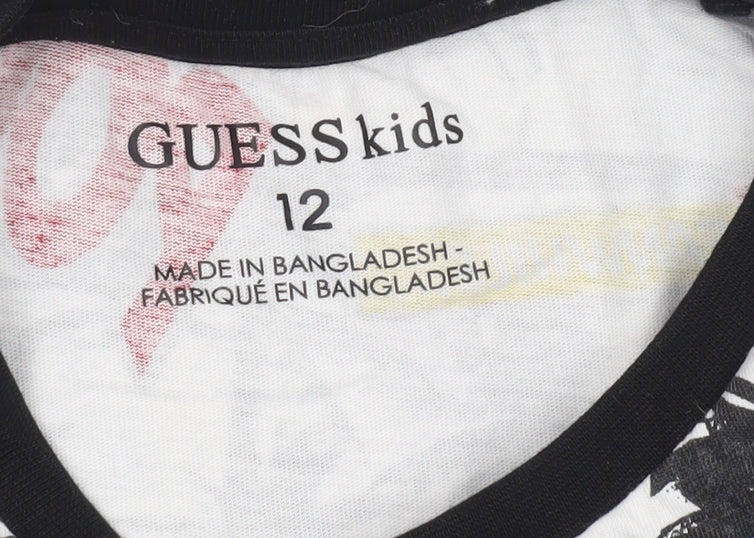 GUESS kids
12
MADE IN BANGLADESH -
FABRIQUÉ EN BANGLADESH